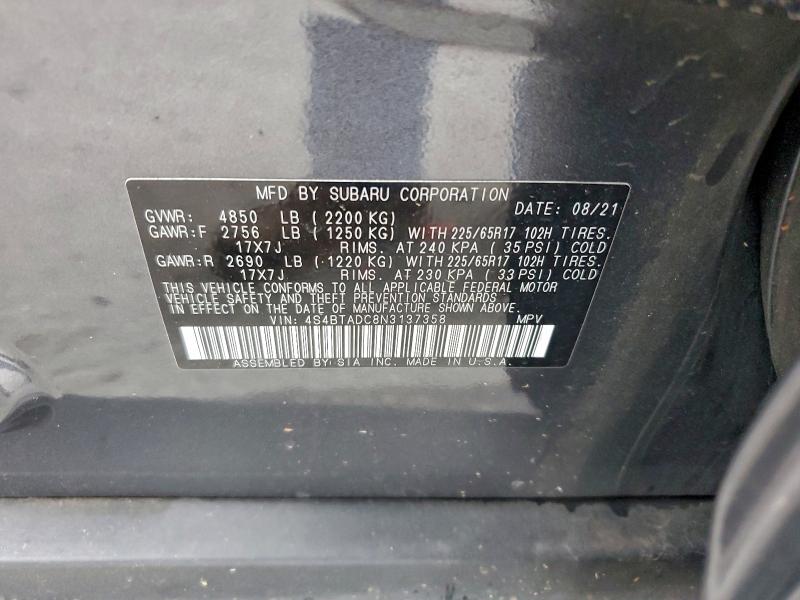 MFD BY SUBARU CORPORATION
GVWR: 4850 LB ( 2200 KG) DATE: 08/21
GAWR:F 2756 LB ( 1250 KG) WITH 225/65R17 102H TIRES.
17X7J RIMS. AT 240 KPA ( 35 PSI) COLD
GAWR:R 2690 LB ( 1220 KG) WITH 225/65R17 102H TIRES.
17X7J RIMS. AT 230 KPA ( 33 PSI) COLD
THIS VEHICLE CONFORMS TO ALL APPLICABLE FEDERAL MOTOR
VEHICLE SAFETY AND THEFT PREVENTION STANDARDS
IN EFFECT ON THE DATE OF MANUFACTURE SHOWN ABOVE.
VIN: 4S4BTADC8N3137358 MPV
ASSEMBLED BY: SIA INC. MADE IN U.S.A.